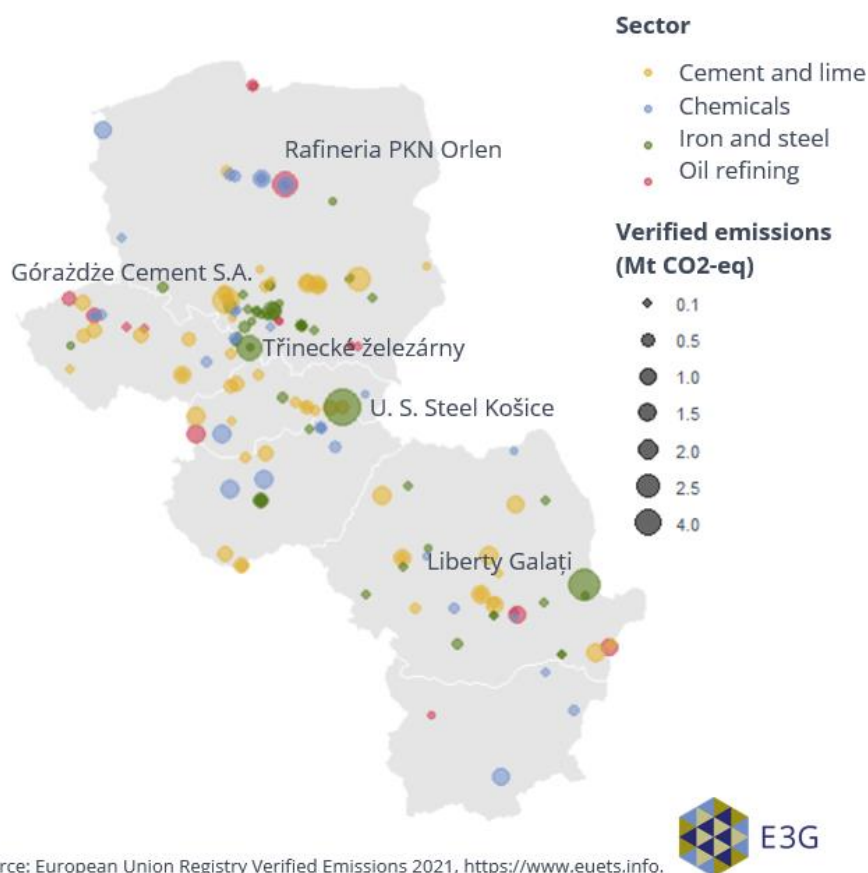 Sector
Cement and lime
Chemicals
Iron and steel
Oil refining
Verified emissions
(Mt CO2-eq)
0.1
0.5
1.0
1.5
2.0
2.5
4.0
Rafineria PKN Orlen
Górażdże Cement S.A.
Třinecké železárny
U. S. Steel Košice
Liberty Galați
E3G
rce: European Union Registry Verified Emissions 2021, https://www.euets.info.